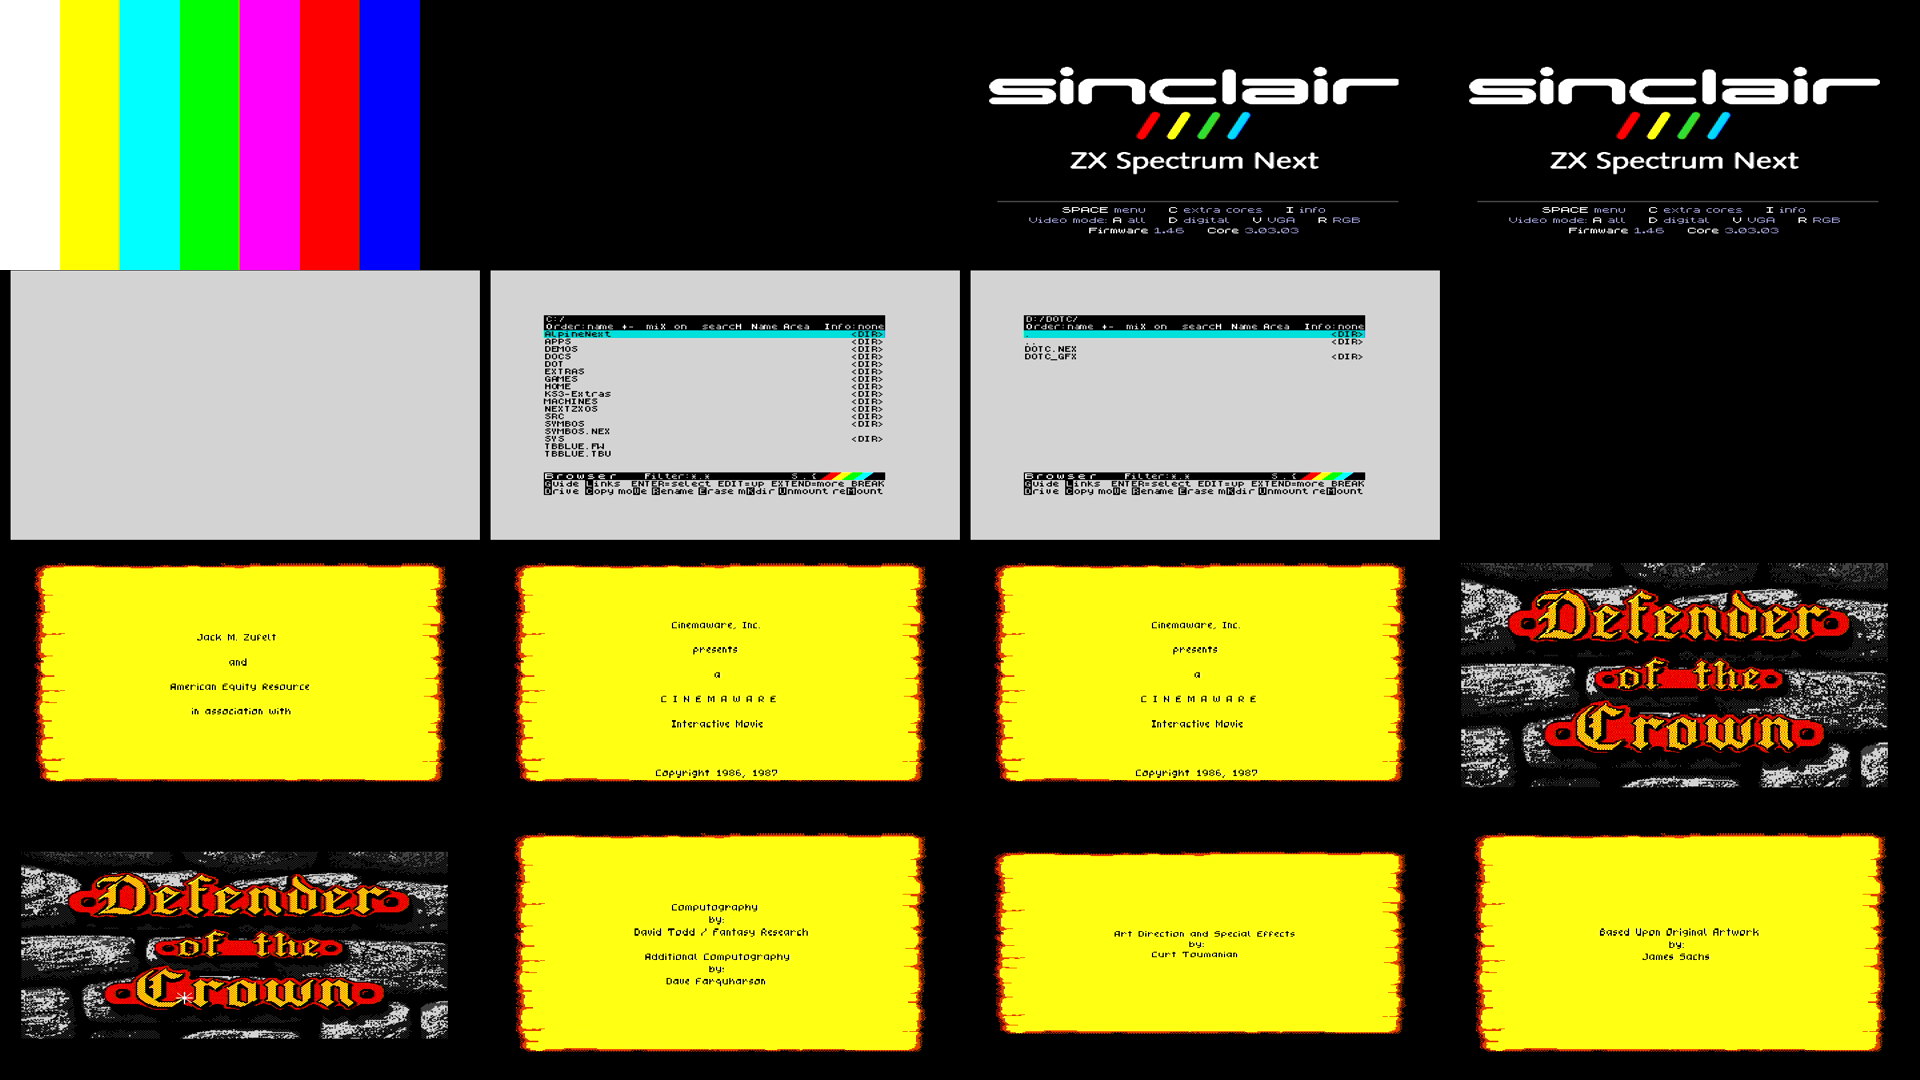 sinclair
ZX Spectrum Next
SPACE menu C extra cores I info
Video mode: A all D digital V VGA R RGB
Firmware 1.46 Core 3.03.03
sinclair
ZX Spectrum Next
SPACE menu C extra cores I info
Video mode: A all D digital V VGA R RGB
Firmware 1.46 Core 3.03.03
C:/
Order:name +- miX on searcH Name Area Info:none
AlpineNext <DIR>
APPS <DIR>
DEMOS <DIR>
DOCS <DIR>
DOT <DIR>
EXTRAS <DIR>
GAMES <DIR>
HOME <DIR>
KS3-Extras <DIR>
MACHINES <DIR>
NEXTZXOS <DIR>
SRC <DIR>
SYMBOS <DIR>
SYMBOS.NEX
SYS <DIR>
TBBLUE.FW
TBBLUE.TBU
Browser Filter:*.*
Guide Links ENTER=select EDIT=up EXTEND=more BREAK
Drive Copy moVe Rename Erase mKdir Unmount reMount
D:/DOTC/
Order:name +- miX on searcH Name Area Info:none
. <DIR>
.. <DIR>
DOTC.NEX
DOTC_GFX <DIR>
Browser Filter:*.*
Guide Links ENTER=select EDIT=up EXTEND=more BREAK
Drive Copy moVe Rename Erase mKdir Unmount reMount
Jack M. Zufelt
and
American Equity Resource
in association with
Cinemaware, Inc.
presents
a
CINEMAWARE
Interactive Movie
Copyright 1986, 1987
Cinemaware, Inc.
presents
a
CINEMAWARE
Interactive Movie
Copyright 1986, 1987
Defender
of the
Crown
Defender
of the
Crown
Computography
by:
David Todd / Fantasy Research
Additional Computography
by:
Dave Farquharson
Art Direction and Special Effects
by:
Curt Toumanian
Based Upon Original Artwork
by:
James Sachs